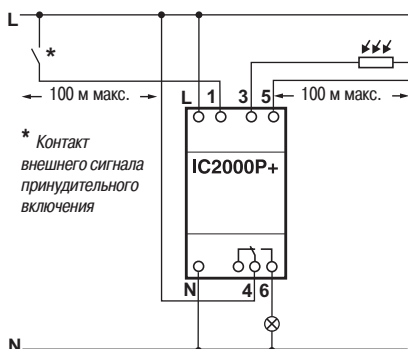 L
*
100 м макс.
L 1 3 5
100 м макс.
* Контакт
внешнего сигнала
принудительного
включения
IC2000P+
N 4 6
N